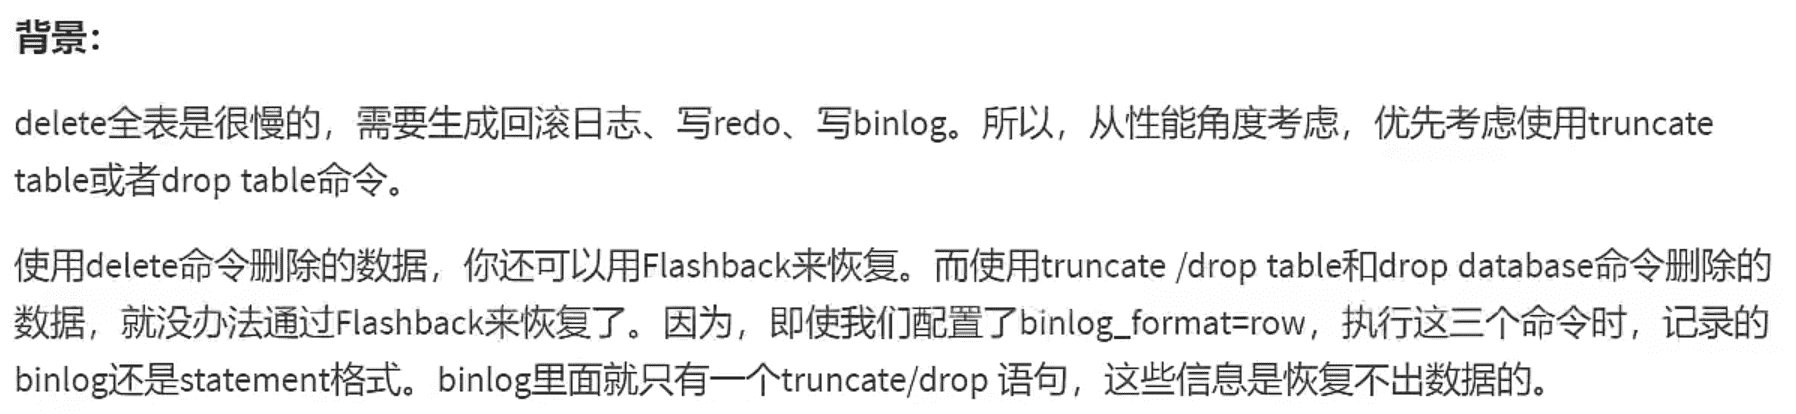 背景：
delete全表是很慢的，需要生成回滚日志、写redo、写binlog。所以，从性能角度考虑，优先考虑使用truncate
table或者drop table命令。
使用delete命令删除的数据，你还可以用Flashback来恢复。而使用truncate /drop table和drop database命令删除的
数据，就没办法通过Flashback来恢复了。因为，即使我们配置了binlog_format=row，执行这三个命令时，记录的
binlog还是statement格式。binlog里面就只有一个truncate/drop 语句，这些信息是恢复不出数据的。